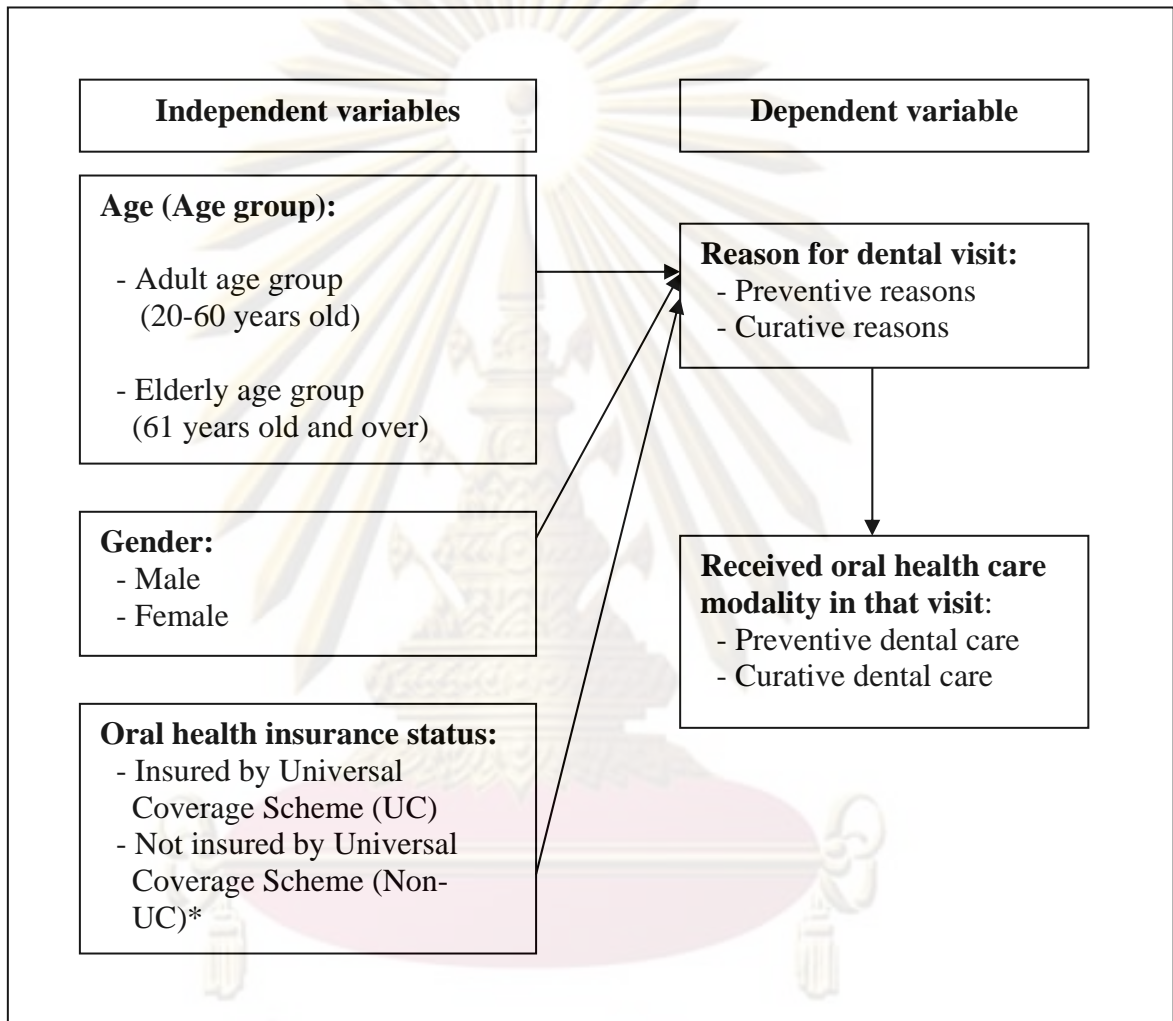 Independent variables
Age (Age group):
- Adult age group
(20-60 years old)
- Elderly age group
(61 years old and over)
Gender:
- Male
- Female
Oral health insurance status:
- Insured by Universal
Coverage Scheme (UC)
- Not insured by Universal
Coverage Scheme (Non-
UC)*
Dependent variable
Reason for dental visit:
- Preventive reasons
- Curative reasons
Received oral health care
modality in that visit:
- Preventive dental care
- Curative dental care